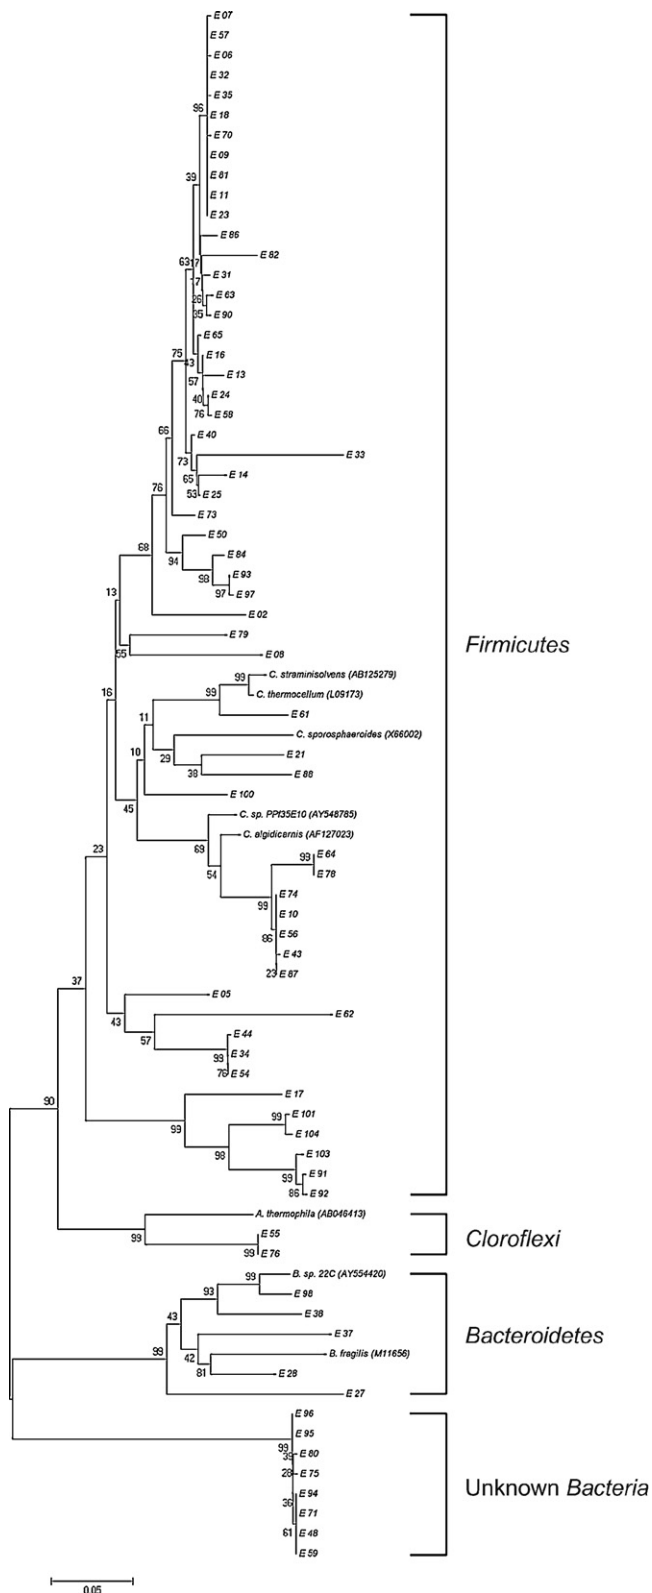 E 07
E 57
E 06
E 32
E 35
96
E 18
E 70
E 09
E 81
39
E 11
E 23
E 86
E 82
63
17
E 31
7
26
E 63
35
E 90
E 65
75
43
E 16
57
E 13
40
E 24
76
E 58
66
E 40
73
E 33
65
E 14
76
53
E 25
E 73
E 50
68
94
E 84
98
E 93
13
97
E 97
E 02
E 79
Firmicutes
55
E 08
99
C. straminisolvens (AB125279)
16
99
C. thermocellum (L09173)
11
E 61
C. sporosphaeroides (X66002)
10
29
E 21
38
E 88
E 100
45
C. sp. PPf35E10 (AY548785)
69
C. algidicarnis (AF127023)
23
54
99
E 64
E 78
99
E 74
E 10
86
E 56
E 43
37
23
E 87
E 05
43
E 62
57
E 44
99
E 34
76
E 54
90
E 17
99
99
E 101
98
E 104
E 103
99
E 91
86
E 92
A. thermophila (AB046413)
99
E 55
Cloroflexi
99
E 76
99
B. sp. 22C (AY554420)
93
E 98
43
E 38
42
E 37
Bacteroidetes
99
B. fragilis (M11656)
81
E 28
E 27
E 96
99
E 95
39
E 80
28
E 75
Unknown Bacteria
36
E 94
E 71
61
E 48
E 59
0.05